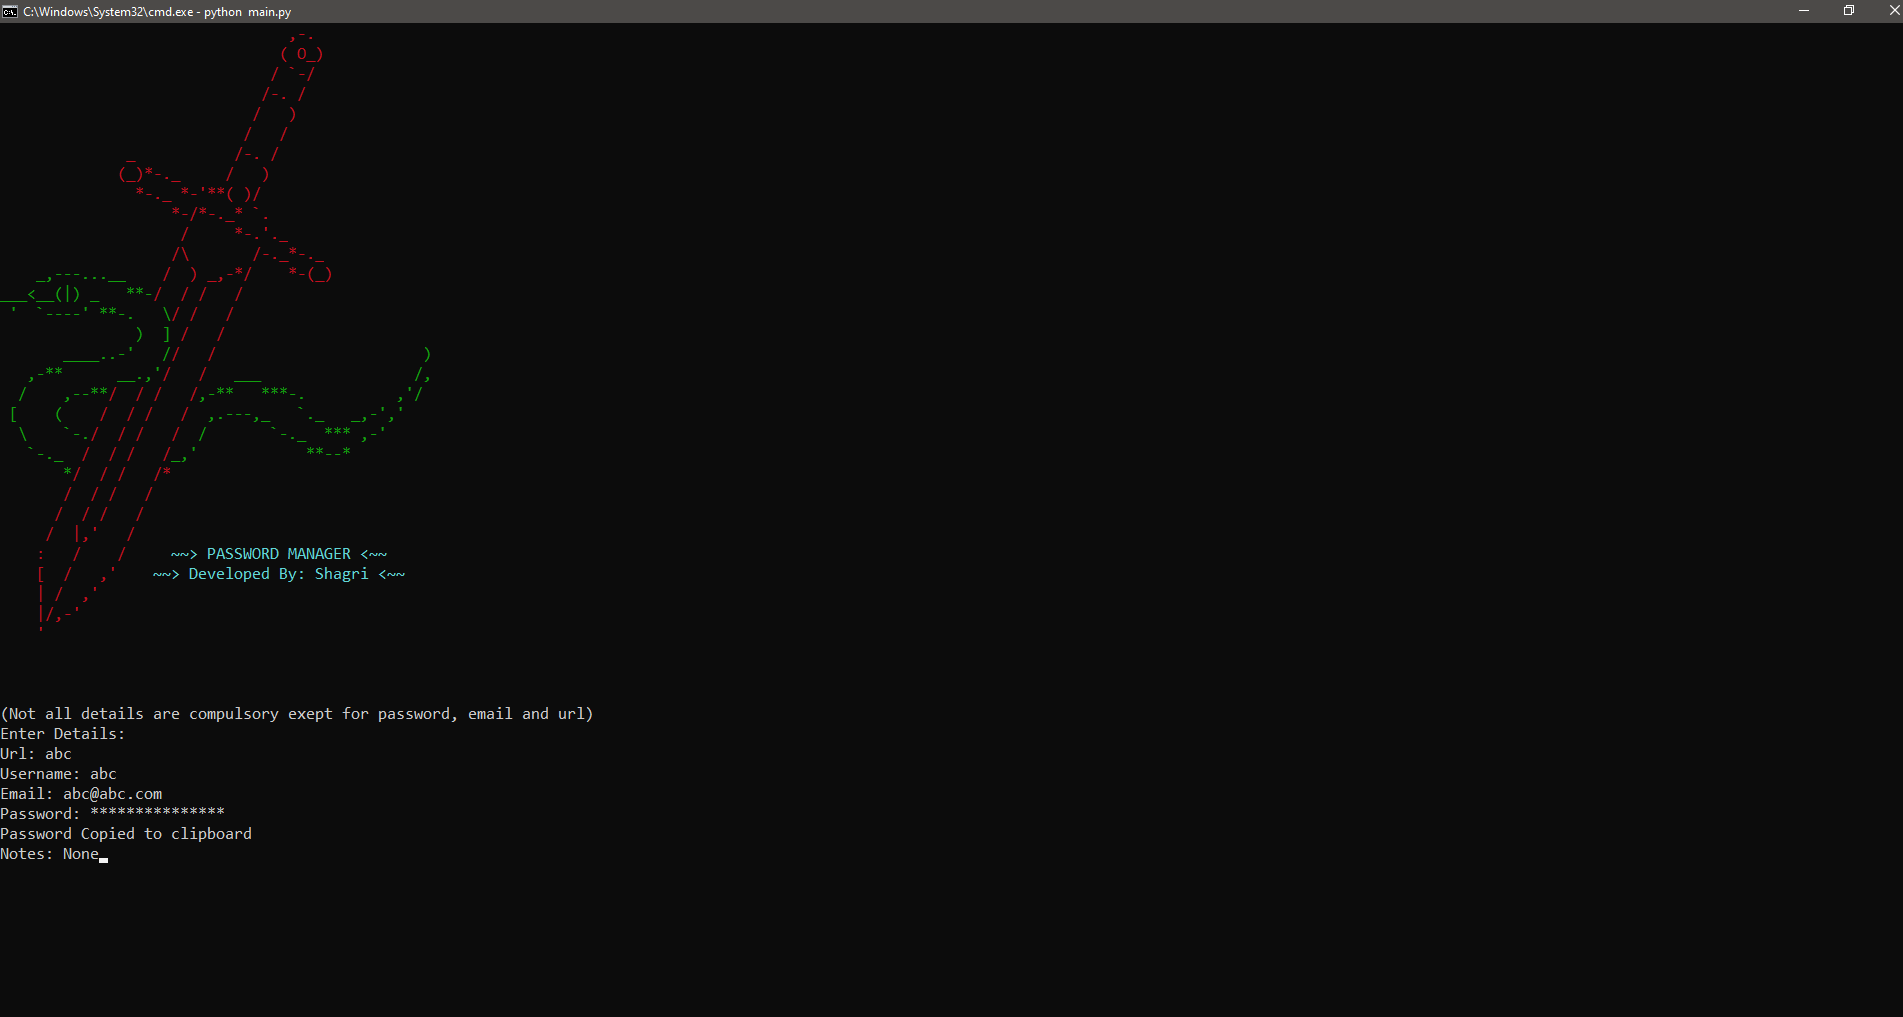 C:\Windows\System32\cmd.exe - python  main.py
~~> PASSWORD MANAGER <~~
~~> Developed By: Shagri <~~
(Not all details are compulsory exept for password, email and url)
Enter Details:
Url: abc
Username: abc
Email: abc@abc.com
Password: ***************
Password Copied to clipboard
Notes: None